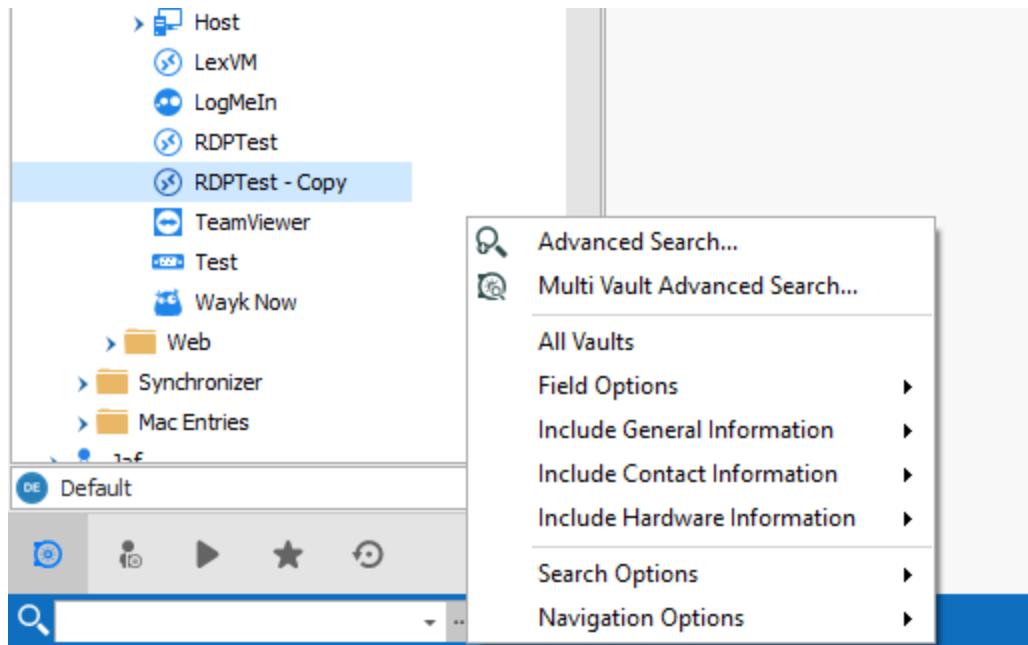 Host
LexVM
LogMeIn
RDPTest
RDPTest - Copy
TeamViewer
Test
Wayk Now
Web
Synchronizer
Mac Entries
Jaf
DE Default
Advanced Search...
Multi Vault Advanced Search...
All Vaults
Field Options
Include General Information
Include Contact Information
Include Hardware Information
Search Options
Navigation Options